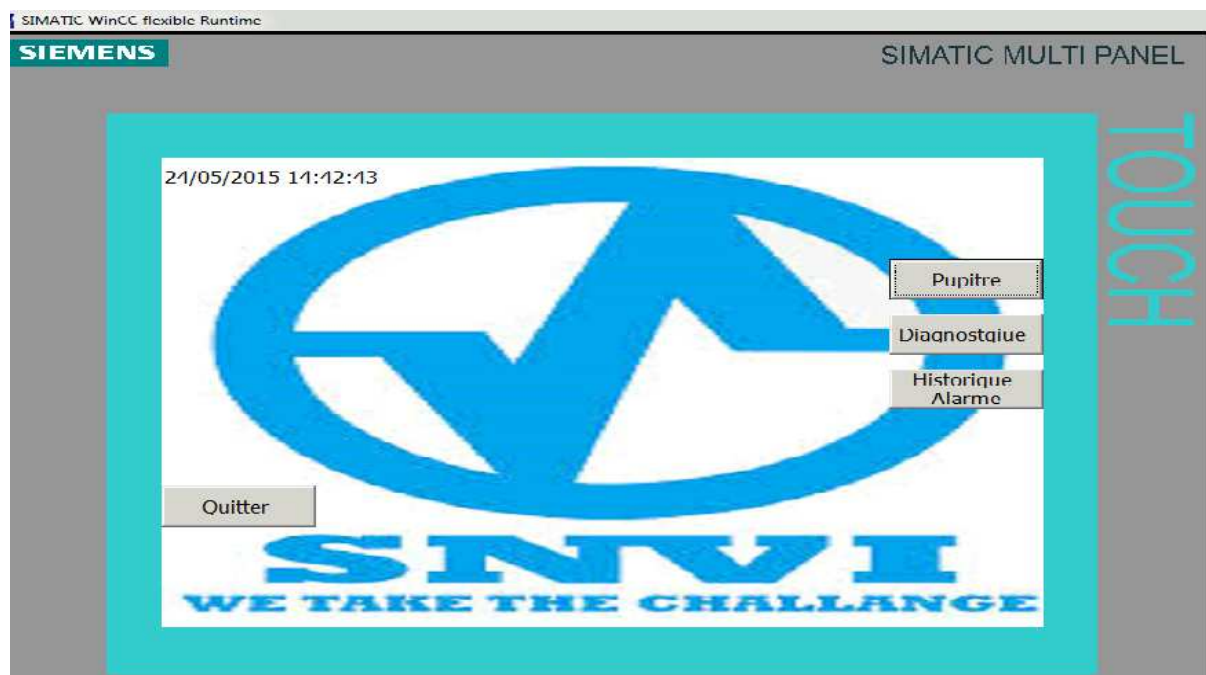 SIMATIC WinCC flexible Runtime
SIEMENS
SIMATIC MULTI PANEL
TOUCH
24/05/2015 14:42:43
Pupitre
Diagnostqiue
Historique
Alarme
Quitter
SNVI
WE TAKE THE CHALLANGE